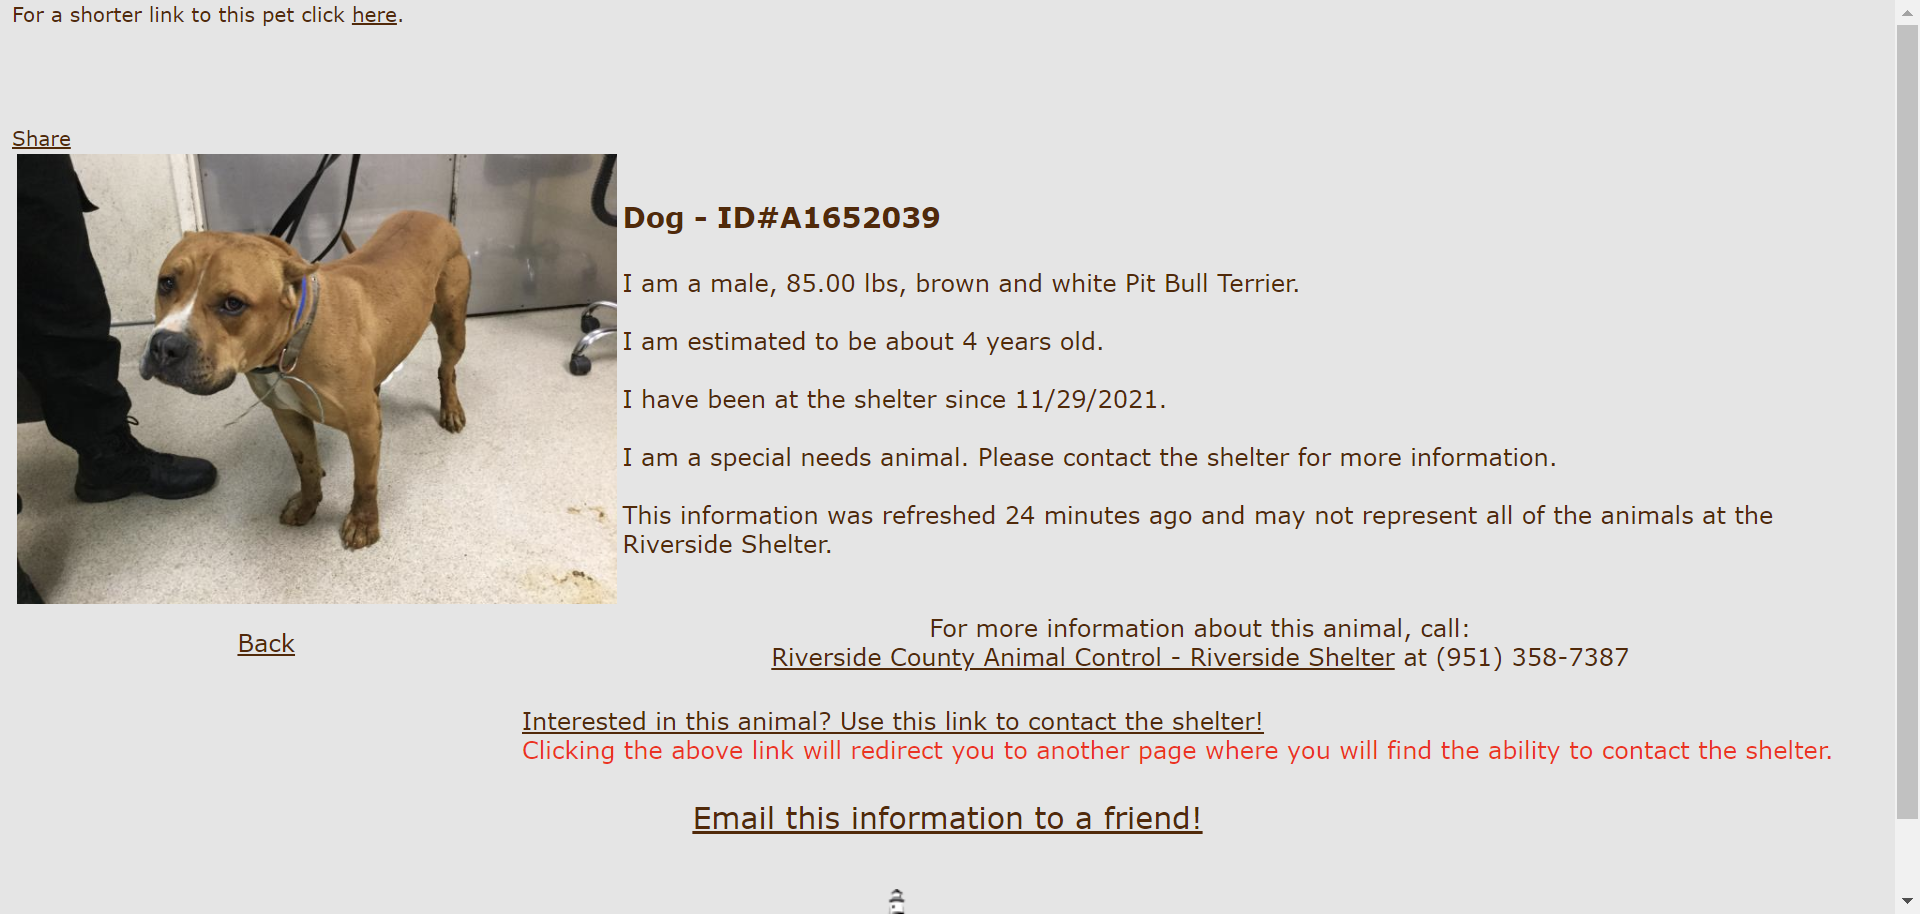 For a shorter link to this pet click here.
Share
Dog - ID#A1652039
I am a male, 85.00 lbs, brown and white Pit Bull Terrier.
I am estimated to be about 4 years old.
I have been at the shelter since 11/29/2021.
I am a special needs animal. Please contact the shelter for more information.
This information was refreshed 24 minutes ago and may not represent all of the animals at the
Riverside Shelter.
Back
For more information about this animal, call:
Riverside County Animal Control - Riverside Shelter at (951) 358-7387
Interested in this animal? Use this link to contact the shelter!
Clicking the above link will redirect you to another page where you will find the ability to contact the shelter.
Email this information to a friend!